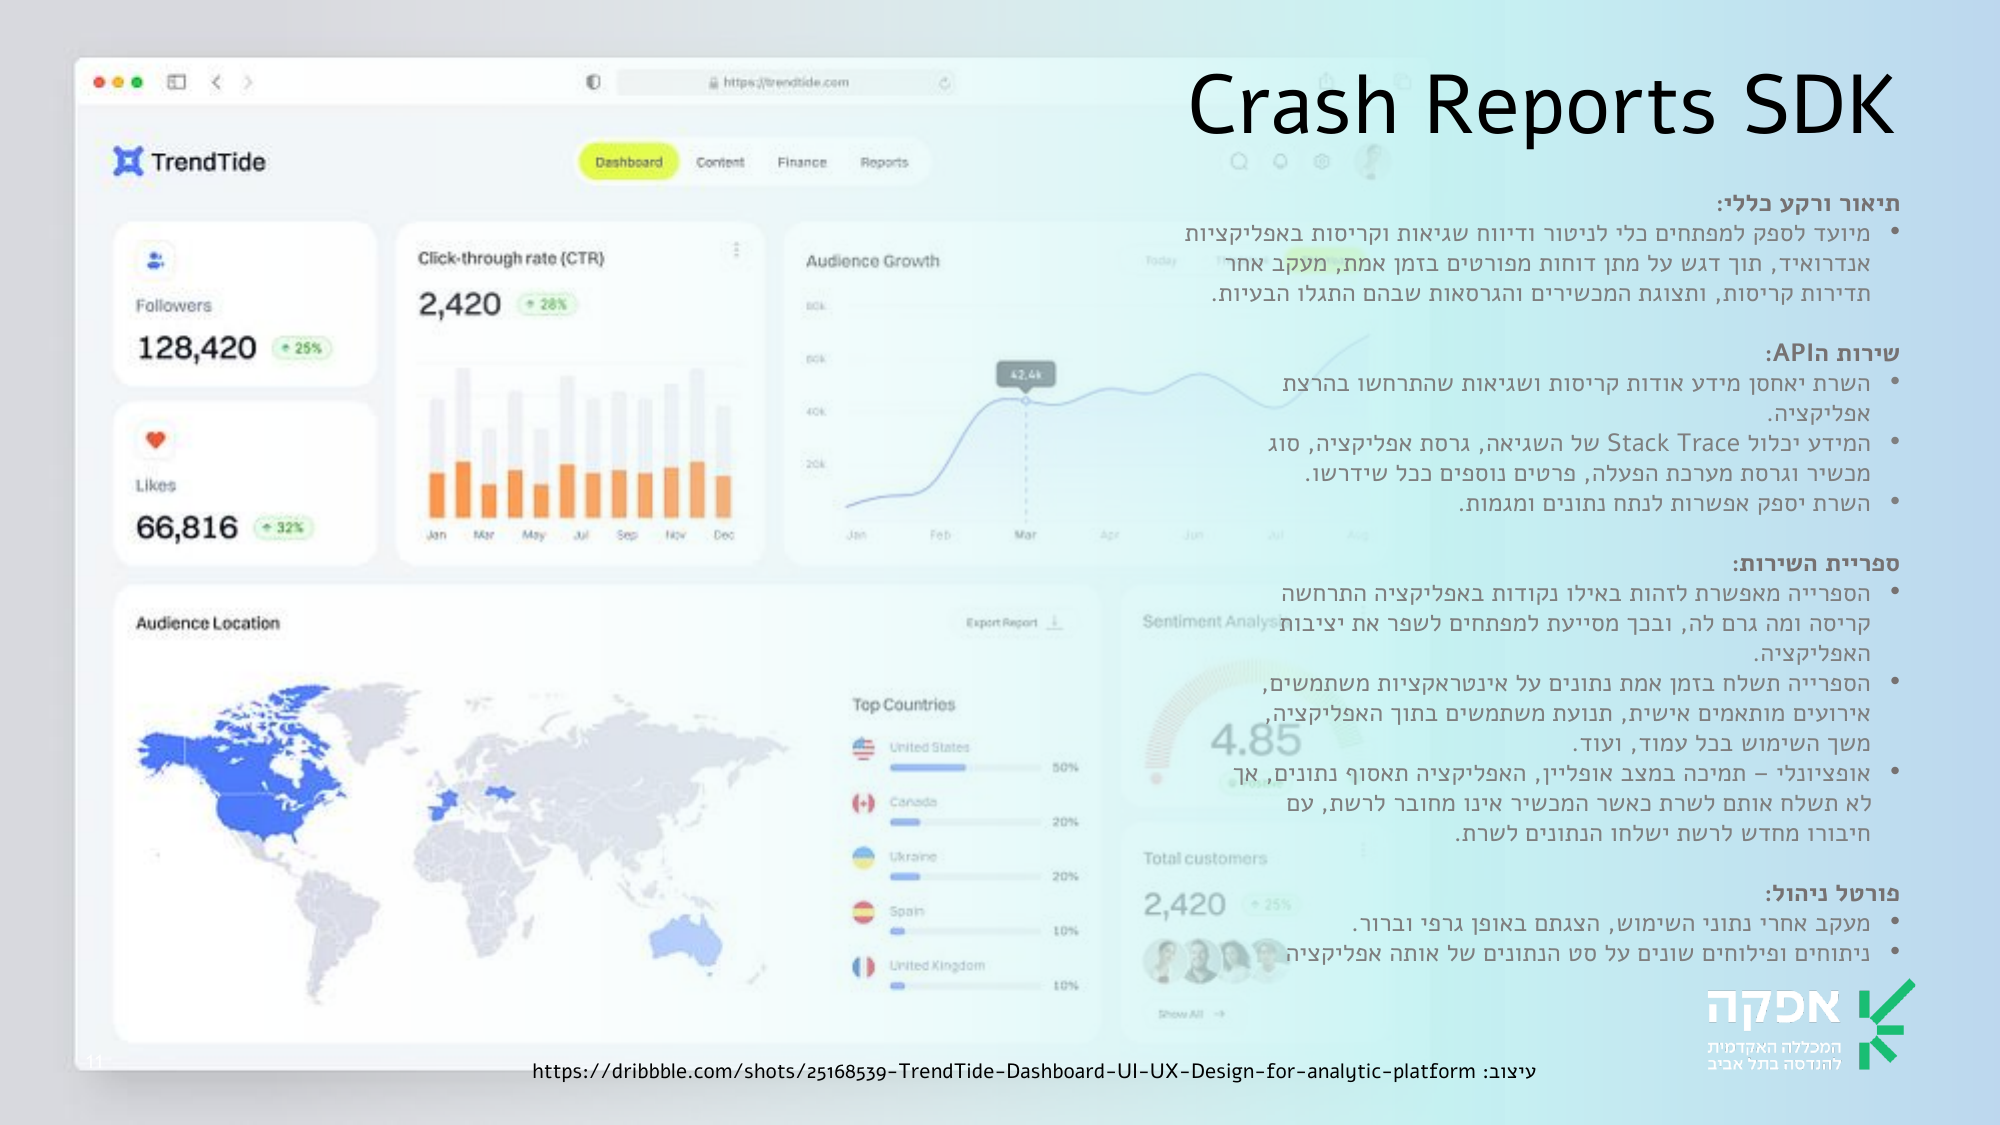 Crash Reports SDK
תיאור ורקע כללי:
• מיועד לספק למפתחים כלי לניטור ודיווח שגיאות וקריסות באפליקציות
אנדרואיד, תוך דגש על מתן דוחות מפורטים בזמן אמת, מעקב אחר
תדירות קריסות, ותצוגת המכשירים והגרסאות שבהם התגלו הבעיות.
שירות הAPI:
• השרת יאחסן מידע אודות קריסות ושגיאות שהתרחשו בהרצת
אפליקציה.
• המידע יכלול Stack Trace של השגיאה, גרסת אפליקציה, סוג
מכשיר וגרסת מערכת הפעלה, פרטים נוספים ככל שידרשו.
• השרת יספק אפשרות לנתח נתונים ומגמות.
ספריית השירות:
• הספרייה מאפשרת לזהות באילו נקודות באפליקציה התרחשה
קריסה ומה גרם לה, ובכך מסייעת למפתחים לשפר את יציבות
האפליקציה.
• הספרייה תשלח בזמן אמת נתונים על אינטראקציות משתמשים,
אירועים מותאמים אישית, תנועת משתמשים בתוך האפליקציה,
משך השימוש בכל עמוד, ועוד.
• אופציונלי – תמיכה במצב אופליין, האפליקציה תאסוף נתונים, אך
לא תשלח אותם לשרת כאשר המכשיר אינו מחובר לרשת, עם
חיבורו מחדש לרשת ישלחו הנתונים לשרת.
פורטל ניהול:
• מעקב אחרי נתוני השימוש, הצגתם באופן גרפי וברור.
• ניתוחים ופילוחים שונים על סט הנתונים של אותה אפליקציה
https://trendtide.com
TrendTide
Dashboard Content Finance Reports
Followers
128,420 25%
Likes
66,816 32%
Click-through rate (CTR)
2,420 28%
Jan Mar May Jul Sep Nov Dec
Audience Growth
Today
80k
60k
40k
20k
42,4k
Jan Feb Mar Apr Jun Jul Aug
Audience Location
Export Report
Top Countries
United States
50%
Canada
20%
Ukraine
20%
Spain
10%
United Kingdom
10%
Sentiment Analysis
4.85
Positive
Total customers
2,420 25%
Show All
אפקה
המכללה האקדמית
להנדסה בתל אביב
11
עיצוב: https://dribbble.com/shots/25168539-TrendTide-Dashboard-UI-UX-Design-for-analytic-platform